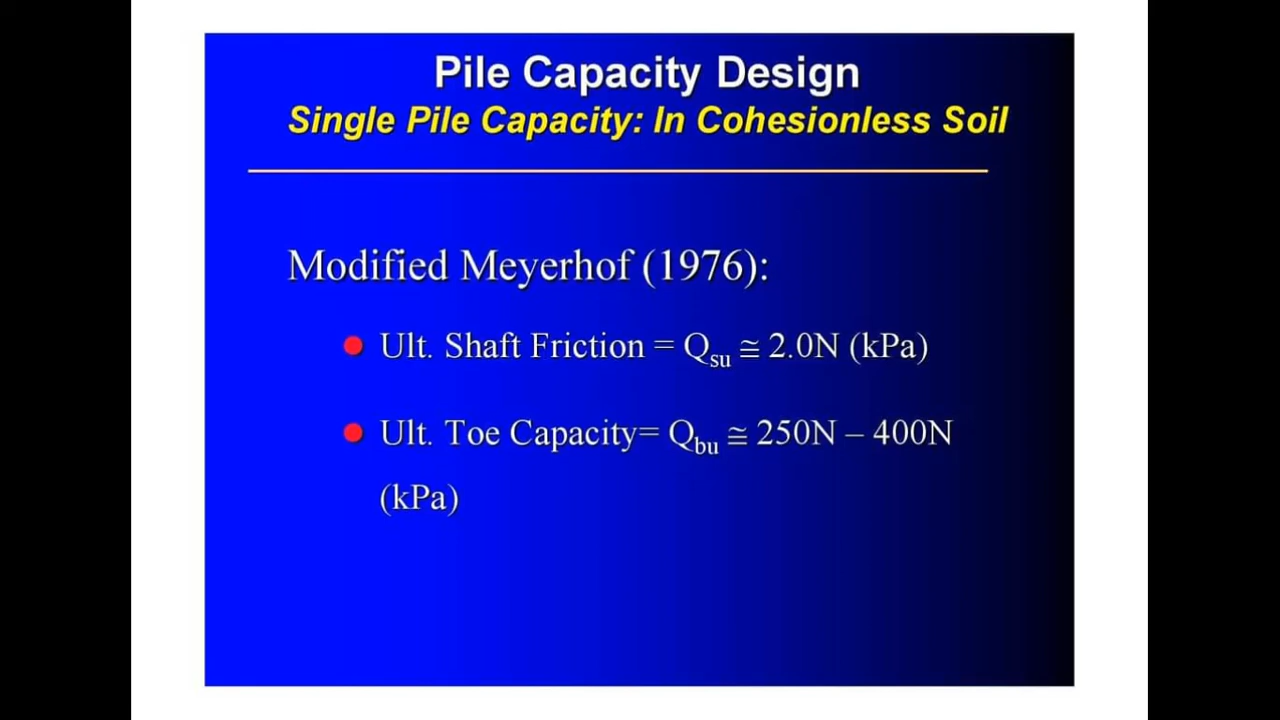 Pile Capacity Design
Single Pile Capacity: In Cohesionless Soil
Modified Meyerhof (1976):
Ult. Shaft Friction = Qsu ≅ 2.0N (kPa)
Ult. Toe Capacity= Qbu ≅ 250N – 400N
(kPa)